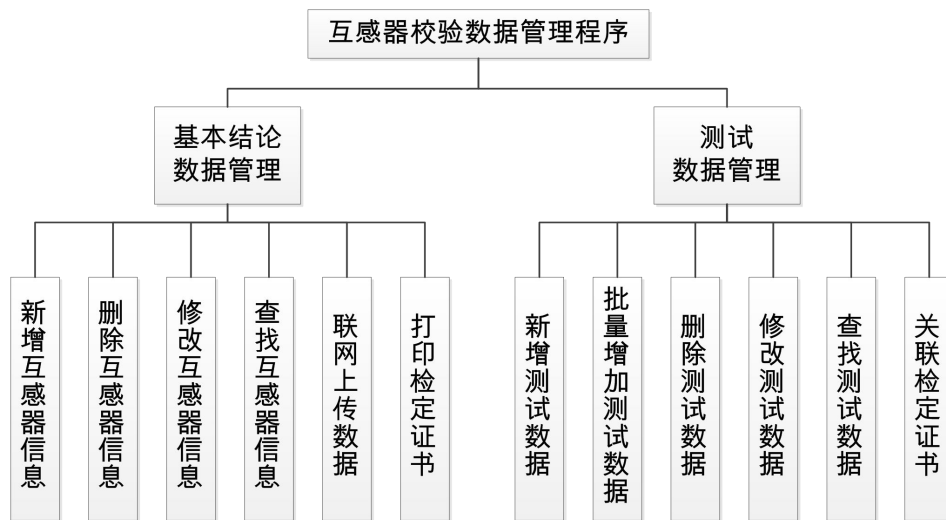 互感器校验数据管理程序
基本结论
数据管理
测试
数据管理
新增互感器信息
删除互感器信息
修改互感器信息
查找互感器信息
联网上传数据
打印检定证书
新增测试数据
批量增加测试数据
删除测试数据
修改测试数据
查找测试数据
关联检定证书